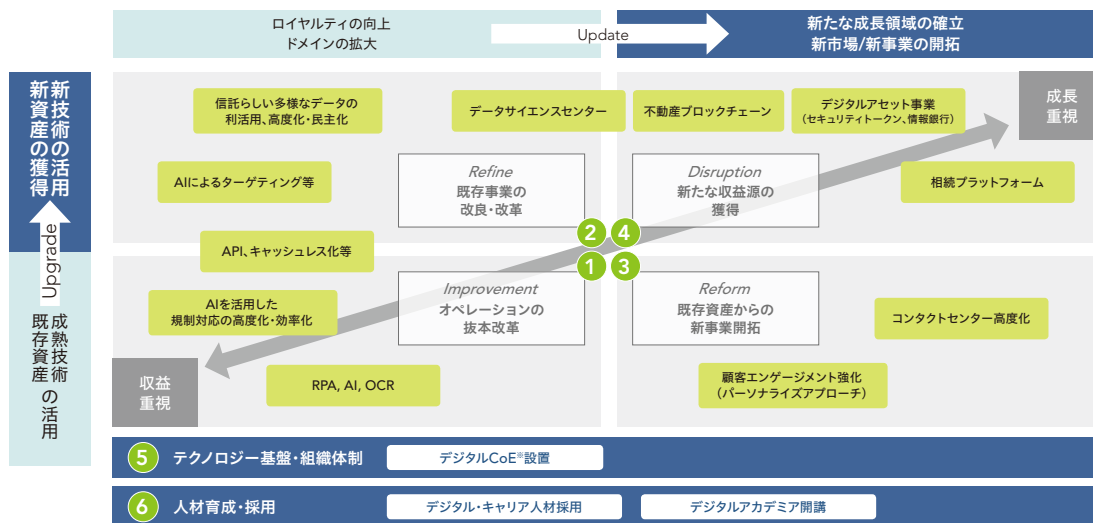 ロイヤルティの向上
ドメインの拡大
Update
新たな成長領域の確立
新市場/新事業の開拓
新技術の活用
新資産の獲得
Upgrade
成熟技術
既存資産
の活用
信託らしい多様なデータの
利活用、高度化・民主化
データサイエンスセンター
不動産ブロックチェーン
デジタルアセット事業
(セキュリティトークン、情報銀行)
成長
重視
AIによるターゲティング等
Refine
既存事業の
改良・改革
Disruption
新たな収益源の
獲得
相続プラットフォーム
2
4
API、キャッシュレス化等
1
3
AIを活用した
規制対応の高度化・効率化
Improvement
オペレーションの
抜本改革
Reform
既存資産からの
新事業開拓
コンタクトセンター高度化
収益
重視
RPA, AI, OCR
顧客エンゲージメント強化
(パーソナライズアプローチ)
5
テクノロジー基盤・組織体制
デジタルCoE※設置
6
人材育成・採用
デジタル・キャリア人材採用
デジタルアカデミア開講